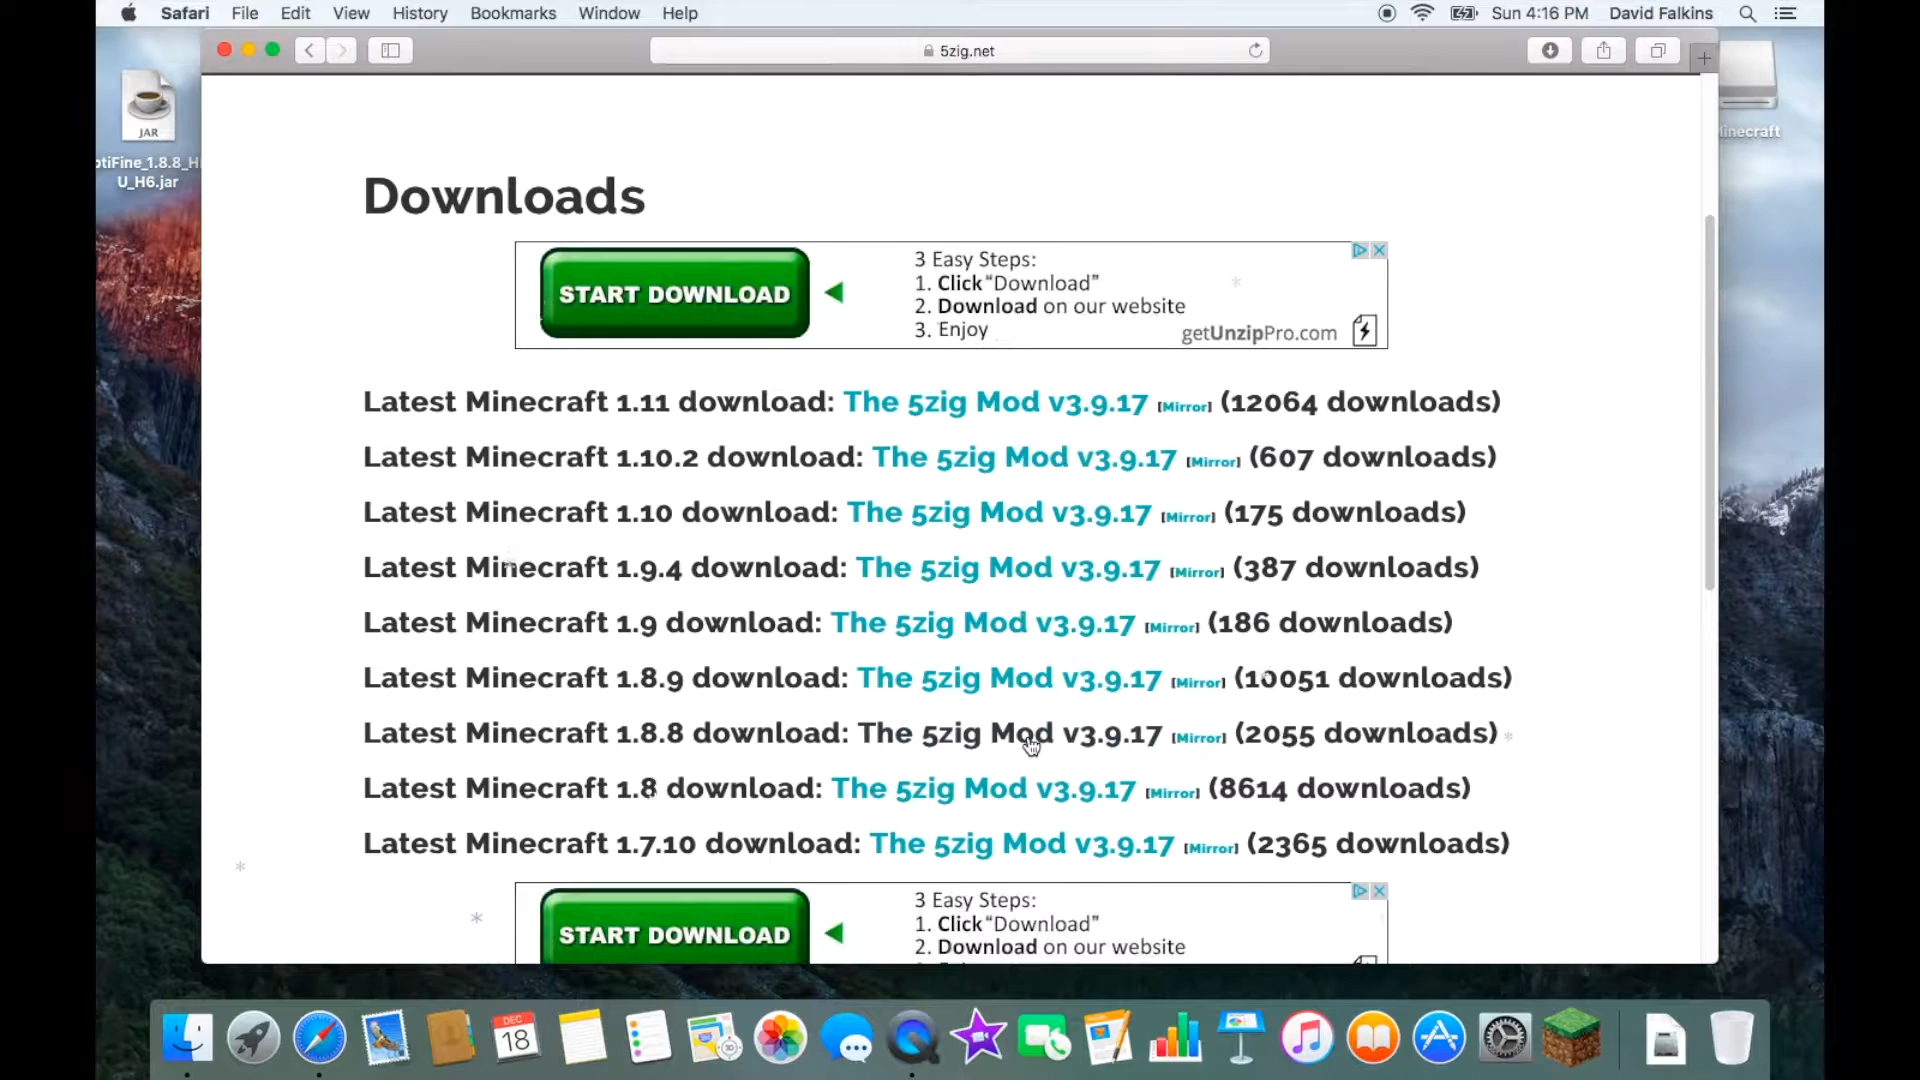 Safari File Edit View History Bookmarks Window Help Sun 4:16 PM David Falkins
5zig.net
JAR
ptiFine_1.8.8_H
U_H6.jar
inecraft
Downloads
START DOWNLOAD
3 Easy Steps:
1. Click "Download"
2. Download on our website
3. Enjoy
getUnzipPro.com
Latest Minecraft 1.11 download: The 5zig Mod v3.9.17 [Mirror] (12064 downloads)
Latest Minecraft 1.10.2 download: The 5zig Mod v3.9.17 [Mirror] (607 downloads)
Latest Minecraft 1.10 download: The 5zig Mod v3.9.17 [Mirror] (175 downloads)
Latest Minecraft 1.9.4 download: The 5zig Mod v3.9.17 [Mirror] (387 downloads)
Latest Minecraft 1.9 download: The 5zig Mod v3.9.17 [Mirror] (186 downloads)
Latest Minecraft 1.8.9 download: The 5zig Mod v3.9.17 [Mirror] (10051 downloads)
Latest Minecraft 1.8.8 download: The 5zig Mod v3.9.17 [Mirror] (2055 downloads)
Latest Minecraft 1.8 download: The 5zig Mod v3.9.17 [Mirror] (8614 downloads)
Latest Minecraft 1.7.10 download: The 5zig Mod v3.9.17 [Mirror] (2365 downloads)
START DOWNLOAD
3 Easy Steps:
1. Click "Download"
2. Download on our website
DEC
18
3D